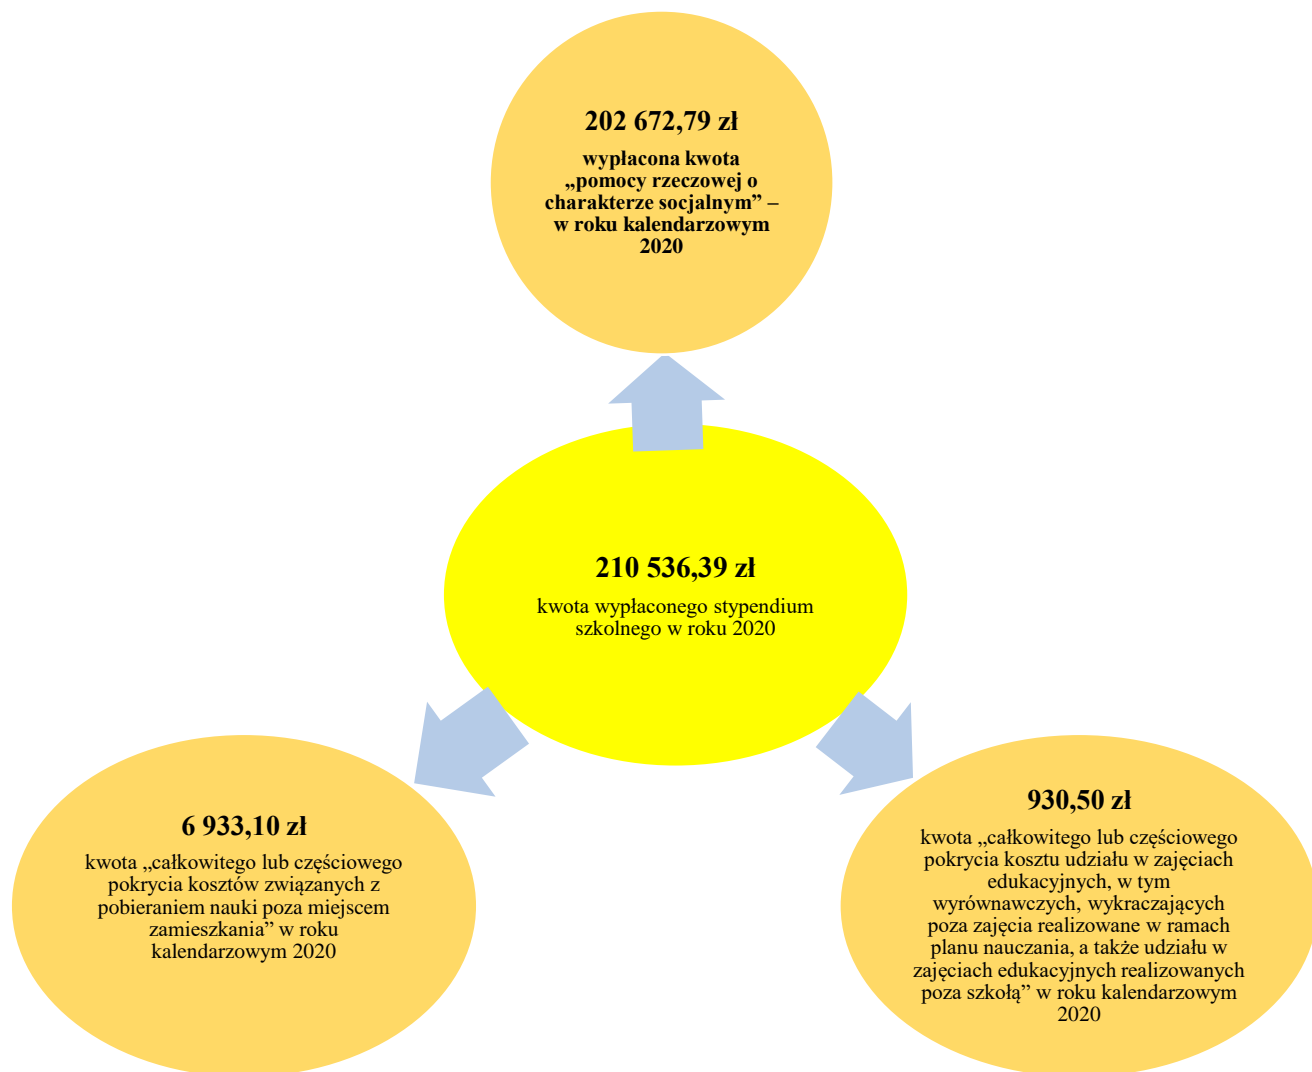 202 672,79 zł
wypłacona kwota
„pomocy rzeczowej o
charakterze socjalnym” –
w roku kalendarzowym
2020
210 536,39 zł
kwota wypłaconego stypendium
szkolnego w roku 2020
6 933,10 zł
kwota „całkowitego lub częściowego
pokrycia kosztów związanych z
pobieraniem nauki poza miejscem
zamieszkania” w roku
kalendarzowym 2020
930,50 zł
kwota „całkowitego lub częściowego
pokrycia kosztu udziału w zajęciach
edukacyjnych, w tym
wyrównawczych, wykraczających
poza zajęcia realizowane w ramach
planu nauczania, a także udziału w
zajęciach edukacyjnych realizowanych
poza szkołą” w roku kalendarzowym
2020